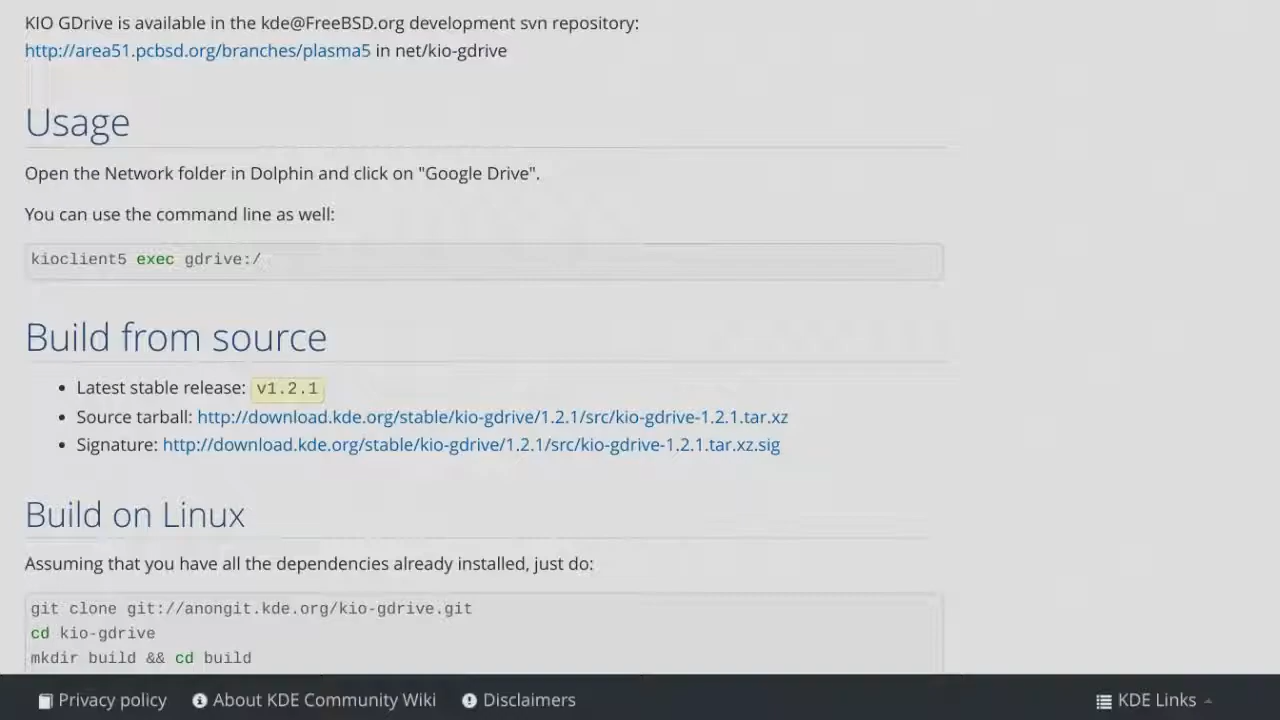 KIO GDrive is available in the kde@FreeBSD.org development svn repository:
http://area51.pcbsd.org/branches/plasma5 in net/kio-gdrive
Usage
Open the Network folder in Dolphin and click on "Google Drive".
You can use the command line as well:
kioclient5 exec gdrive:/
Build from source
• Latest stable release: v1.2.1
• Source tarball: http://download.kde.org/stable/kio-gdrive/1.2.1/src/kio-gdrive-1.2.1.tar.xz
• Signature: http://download.kde.org/stable/kio-gdrive/1.2.1/src/kio-gdrive-1.2.1.tar.xz.sig
Build on Linux
Assuming that you have all the dependencies already installed, just do:
git clone git://anongit.kde.org/kio-gdrive.git
cd kio-gdrive
mkdir build && cd build
Privacy policy About KDE Community Wiki Disclaimers KDE Links